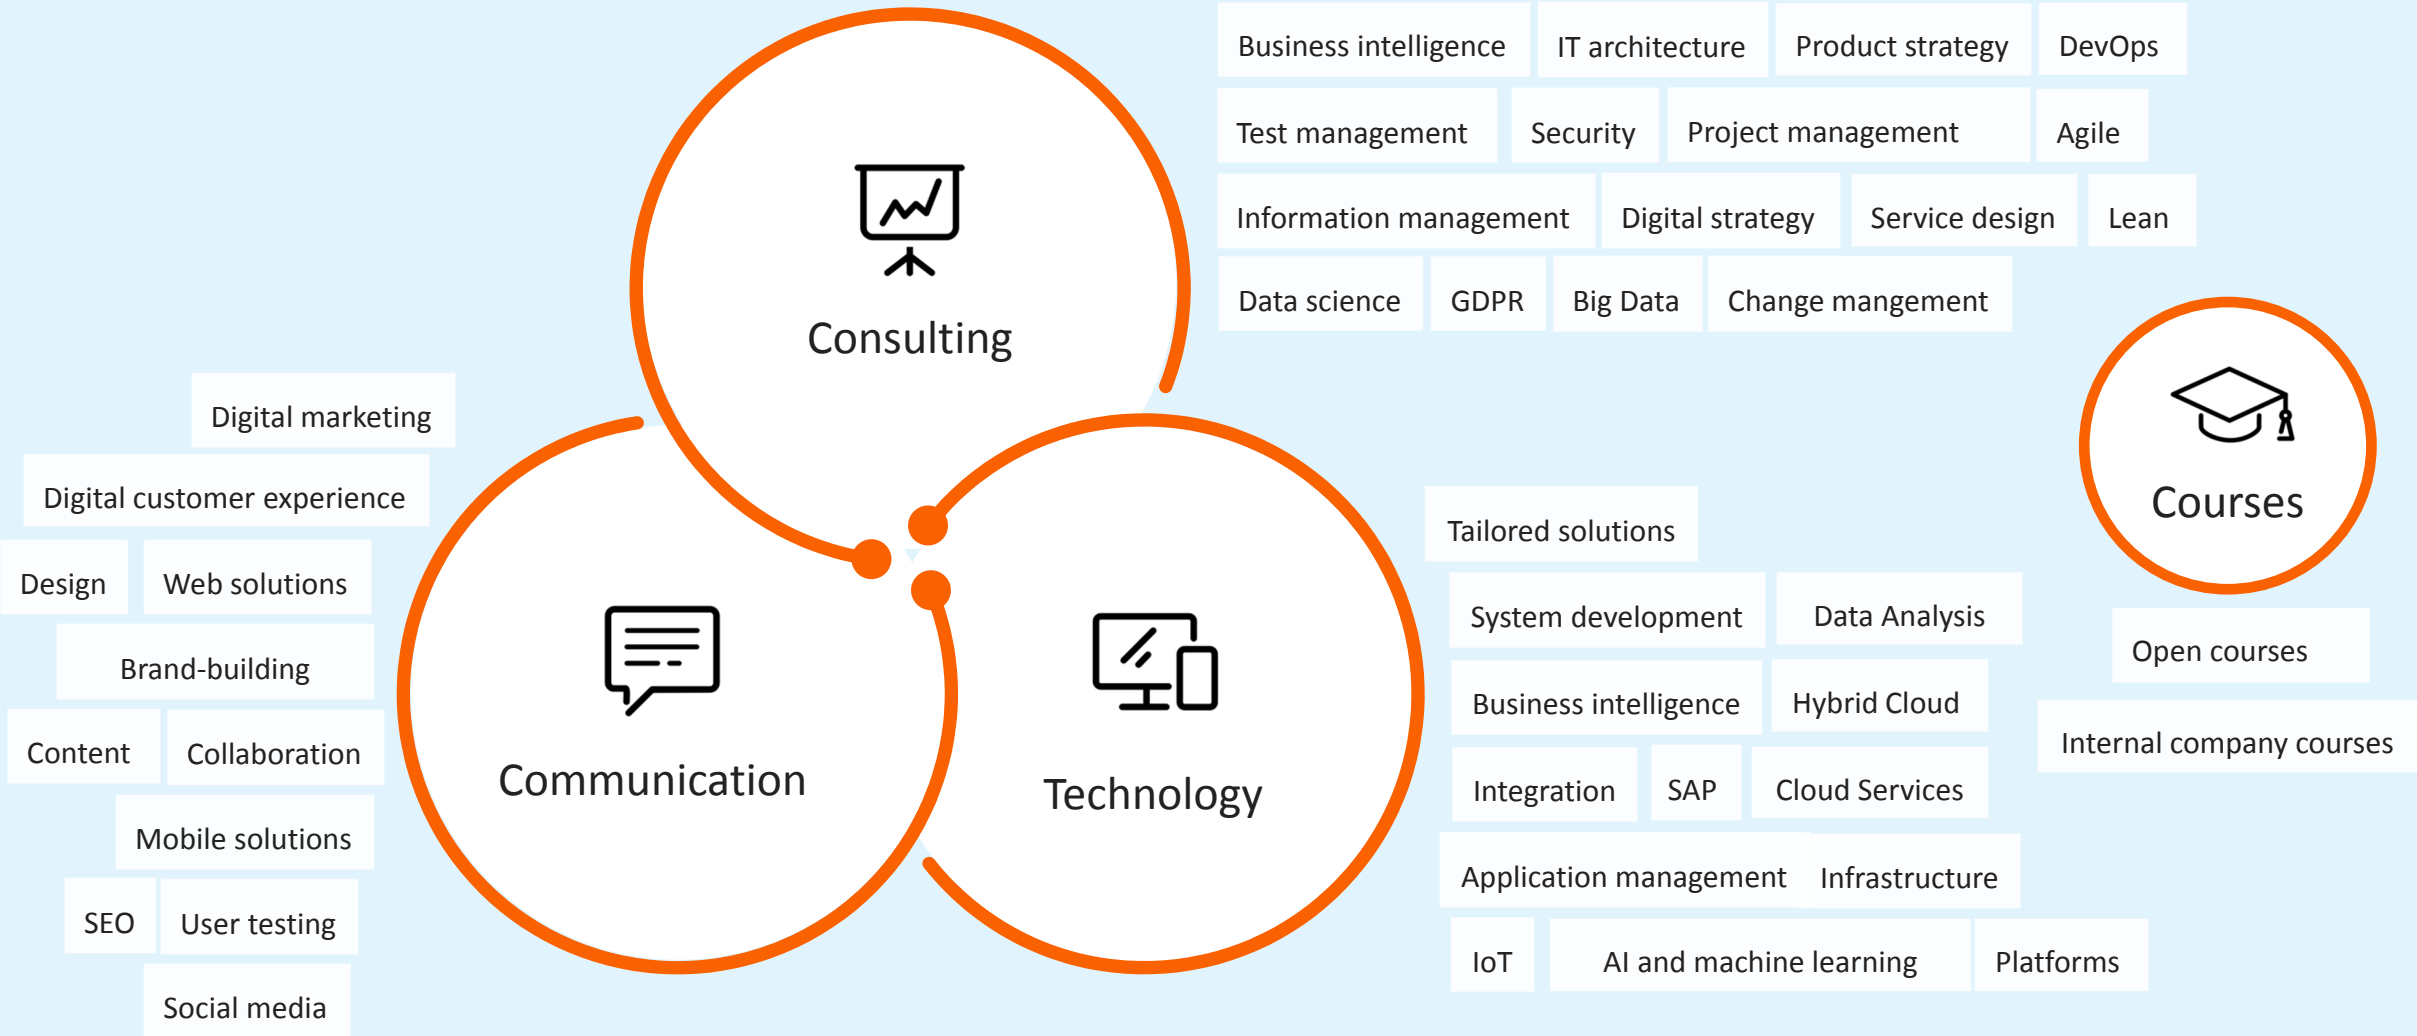 Business intelligence IT architecture Product strategy DevOps
Test management Security Project management Agile
Information management Digital strategy Service design Lean
Data science GDPR Big Data Change mangement
Consulting
Digital marketing
Digital customer experience
Design Web solutions
Brand-building
Content Collaboration
Mobile solutions
SEO User testing
Social media
Communication
Technology
Tailored solutions
System development Data Analysis
Business intelligence Hybrid Cloud
Integration SAP Cloud Services
Application management Infrastructure
IoT AI and machine learning Platforms
Courses
Open courses
Internal company courses